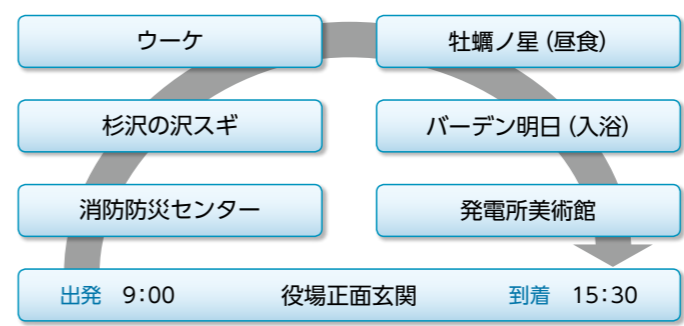 ウーケ
牡蠣ノ星（昼食）
杉沢の沢スギ
バーデン明日（入浴）
消防防災センター
発電所美術館
出発 9:00 役場正面玄関 到着 15:30